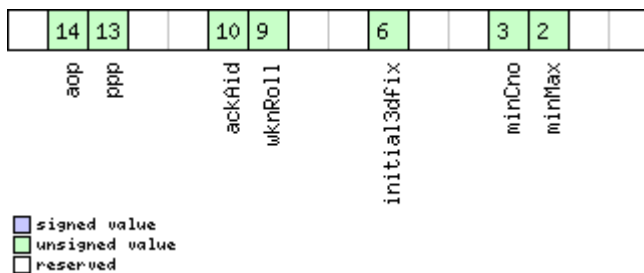 14 13 10 9 6 3 2
aop ppp ackAid wknRoll initial3dfix minCno minMax
signed value
unsigned value
reserved